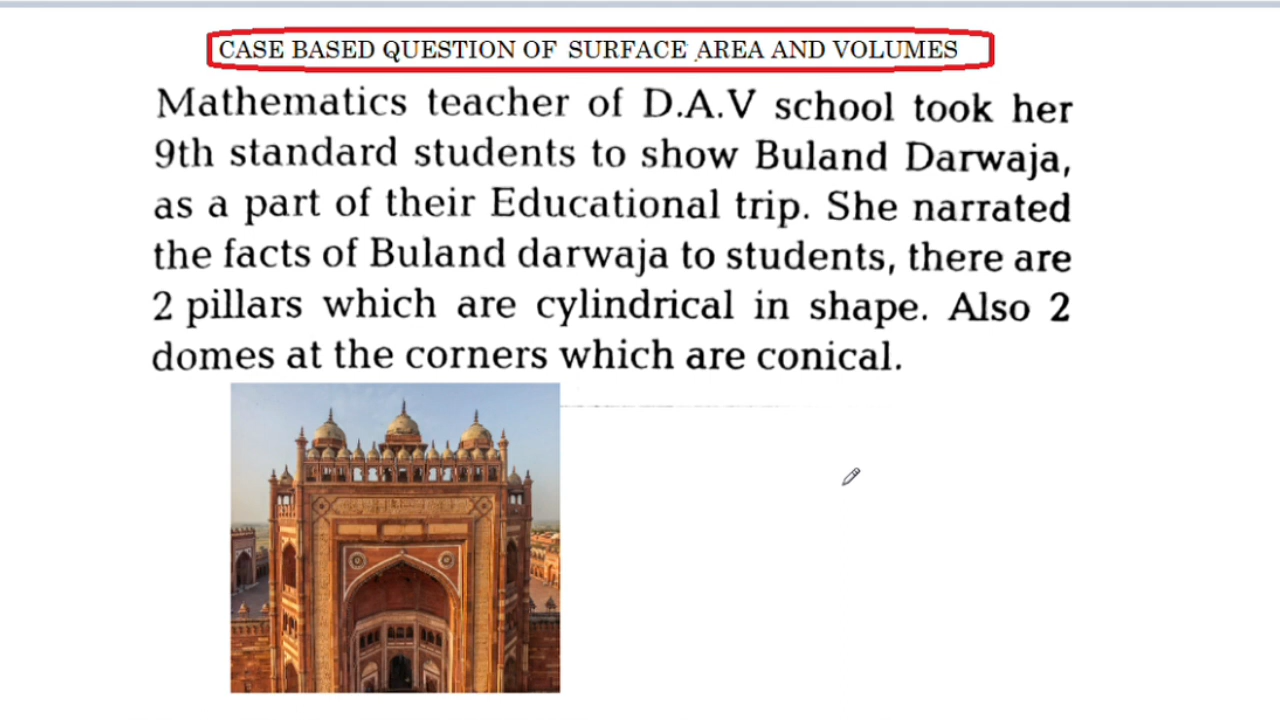 CASE BASED QUESTION OF SURFACE AREA AND VOLUMES
Mathematics teacher of D.A.V school took her
9th standard students to show Buland Darwaja,
as a part of their Educational trip. She narrated
the facts of Buland darwaja to students, there are
2 pillars which are cylindrical in shape. Also 2
domes at the corners which are conical.